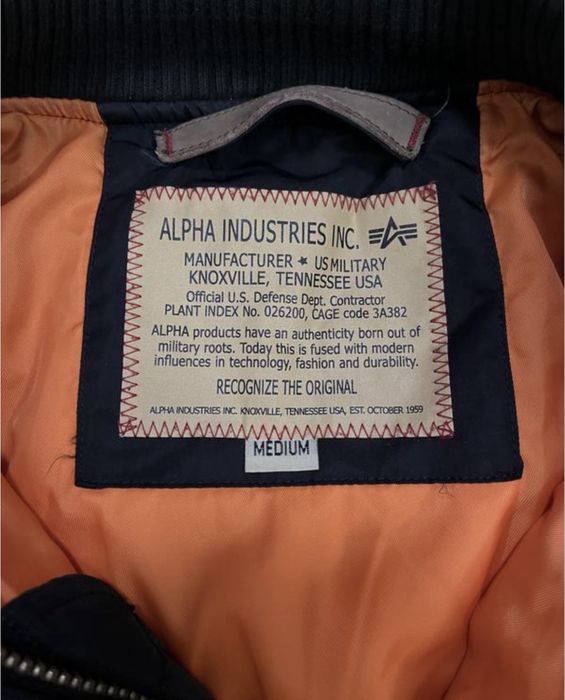 ALPHA INDUSTRIES INC.
MANUFACTURER ★ US MILITARY
KNOXVILLE, TENNESSEE USA
Official U.S. Defense Dept. Contractor
PLANT INDEX No. 026200, CAGE code 3A382
ALPHA products have an authenticity born out of
military roots. Today this is fused with modern
influences in technology, fashion and durability.
RECOGNIZE THE ORIGINAL
ALPHA INDUSTRIES INC. KNOXVILLE, TENNESSEE USA, EST. OCTOBER 1959
MEDIUM